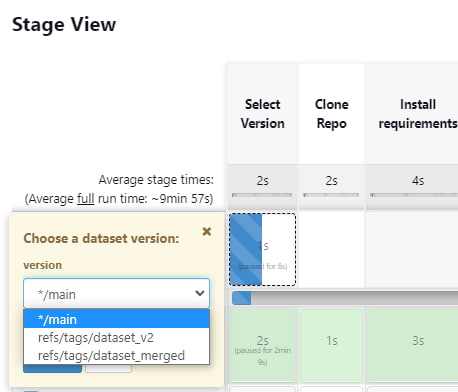 Stage View
Select Version
Clone Repo
Install requirements
Average stage times:
2s
2s
4s
(Average full run time: ~9min 57s)
Choose a dataset version:
×
version
*/main
*/main
refs/tags/dataset_v2
refs/tags/dataset_merged
1s
(paused for 8s)
2s
(paused for 2min 9s)
1s
3s